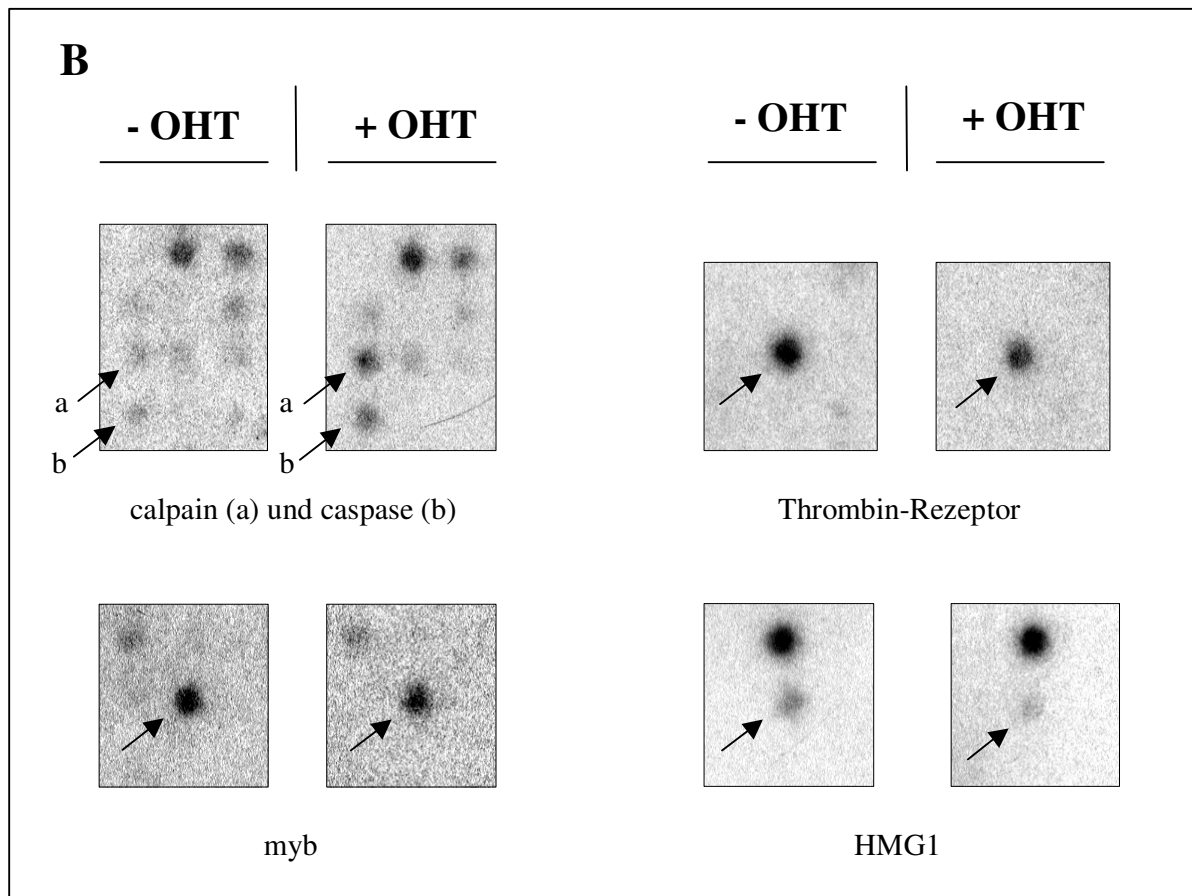 B
- OHT + OHT - OHT + OHT
a a
b b
calpain (a) und caspase (b) Thrombin-Rezeptor
myb HMG1